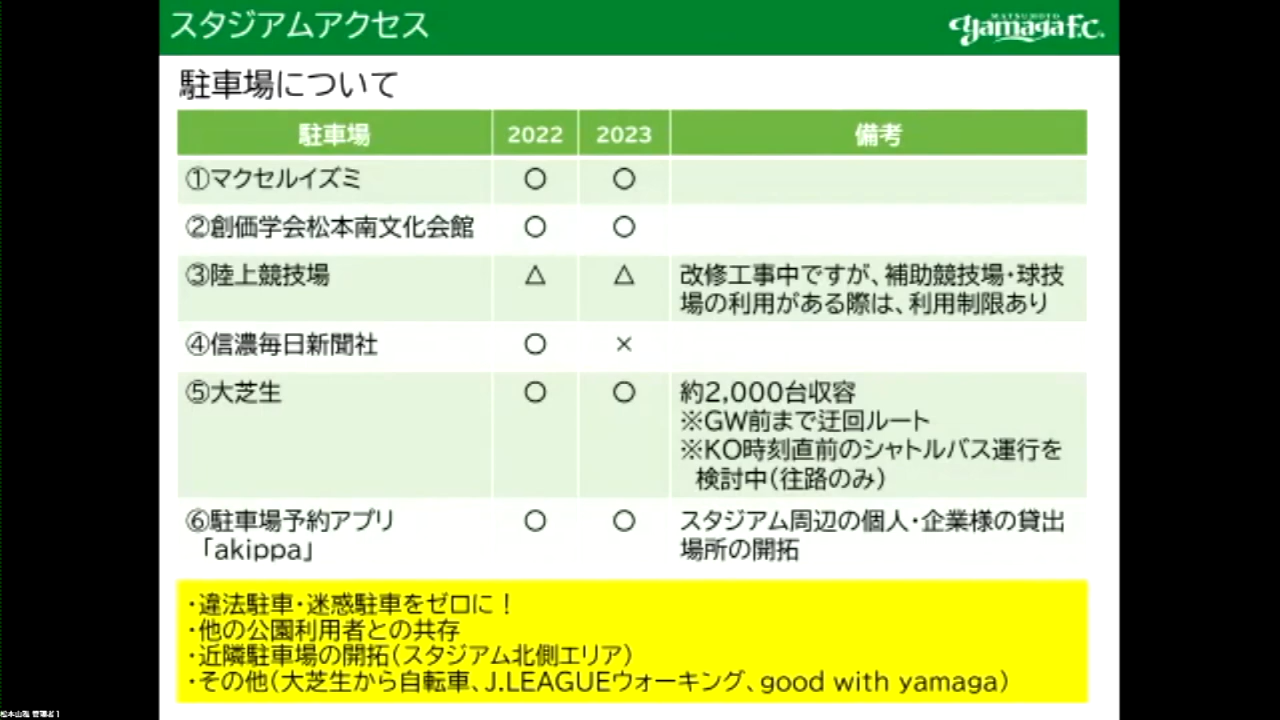 スタジアムアクセス
MATSUMOTO
yamaga F.C.
駐車場について
駐車場 2022 2023 備考
①マクセルイズミ ○ ○
②創価学会松本南文化会館 ○ ○
③陸上競技場 △ △ 改修工事中ですが、補助競技場・球技
場の利用がある際は、利用制限あり
④信濃毎日新聞社 ○ ×
⑤大芝生 ○ ○ 約2,000台収容
※GW前まで迂回ルート
※KO時刻直前のシャトルバス運行を
検討中(往路のみ)
⑥駐車場予約アプリ ○ ○ スタジアム周辺の個人・企業様の貸出
「akippa」 場所の開拓
・違法駐車・迷惑駐車をゼロに!
・他の公園利用者との共存
・近隣駐車場の開拓(スタジアム北側エリア)
・その他(大芝生から自転車、J.LEAGUEウォーキング、good with yamaga)
松本山雅 管理者1